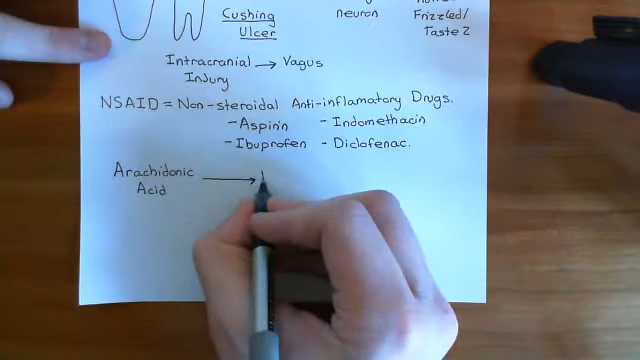 Cushing
Ulcer
neuron
Frizzled/
Taste 2
Intracranial → Vagus
Injury
NSAID = Non-steroidal Anti-inflamatory Drugs.
- Aspirin - Indomethacin
- Ibuprofen - Diclofenac.
Arachidonic →
Acid